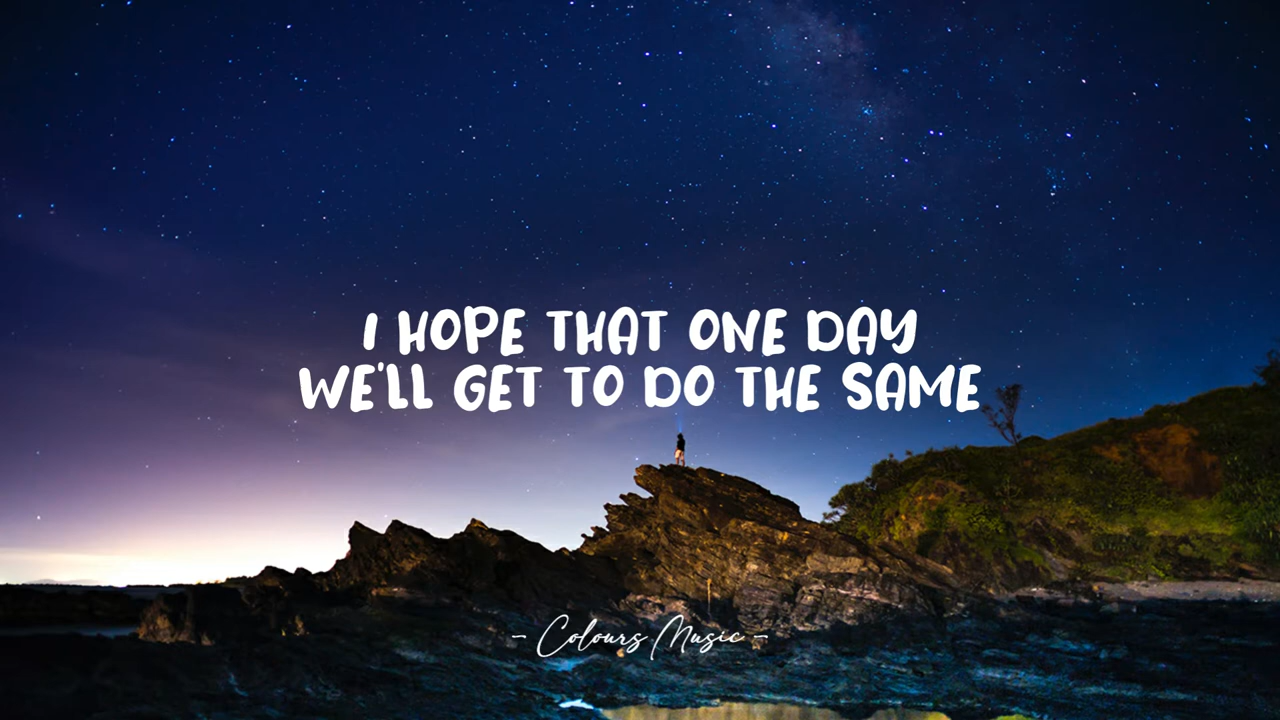 I HOPE THAT ONE DAY
WE'LL GET TO DO THE SAME
- Colours Music -